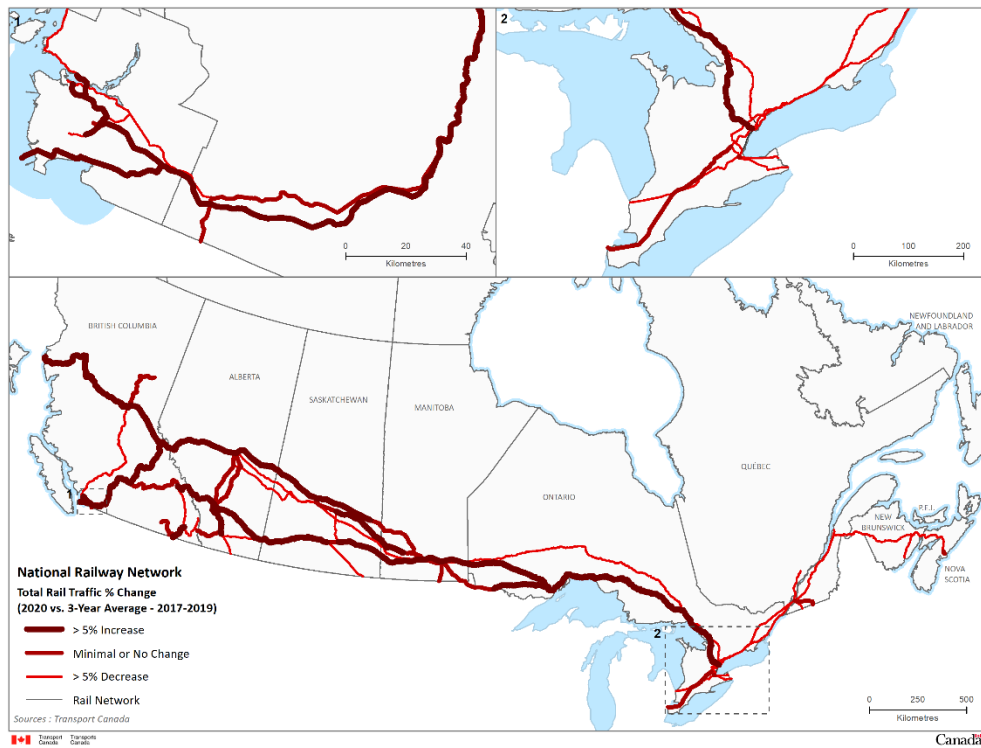 1
0 20 40
Kilometres
2
0 100 200
Kilometres
BRITISH COLUMBIA
ALBERTA
SASKATCHEWAN
MANITOBA
ONTARIO
QUÉBEC
NEWFOUNDLAND
AND LABRADOR
P.E.I.
NEW
BRUNSWICK
NOVA
SCOTIA
1
2
National Railway Network
Total Rail Traffic % Change
(2020 vs. 3-Year Average - 2017-2019)
> 5% Increase
Minimal or No Change
> 5% Decrease
Rail Network
Sources : Transport Canada
0 250 500
Kilometres
Transport Canada
Transports Canada
Canada